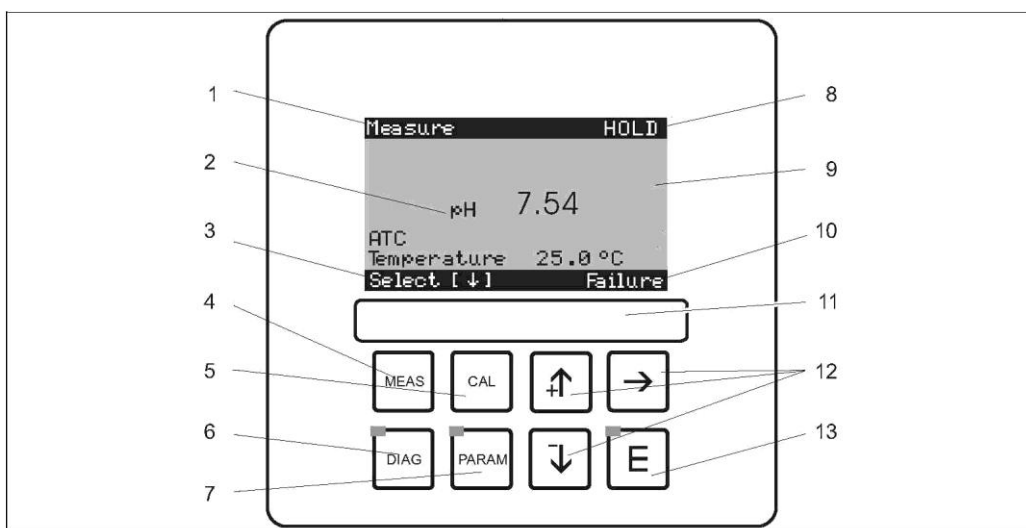 1
8
Measure HOLD
2
9
pH 7.54
3
10
ATC
Temperature 25.0 °C
Select [↓] Failure
4
11
MEAS CAL +↑ →
5
12
6
13
DIAG PARAM -↓ E
7